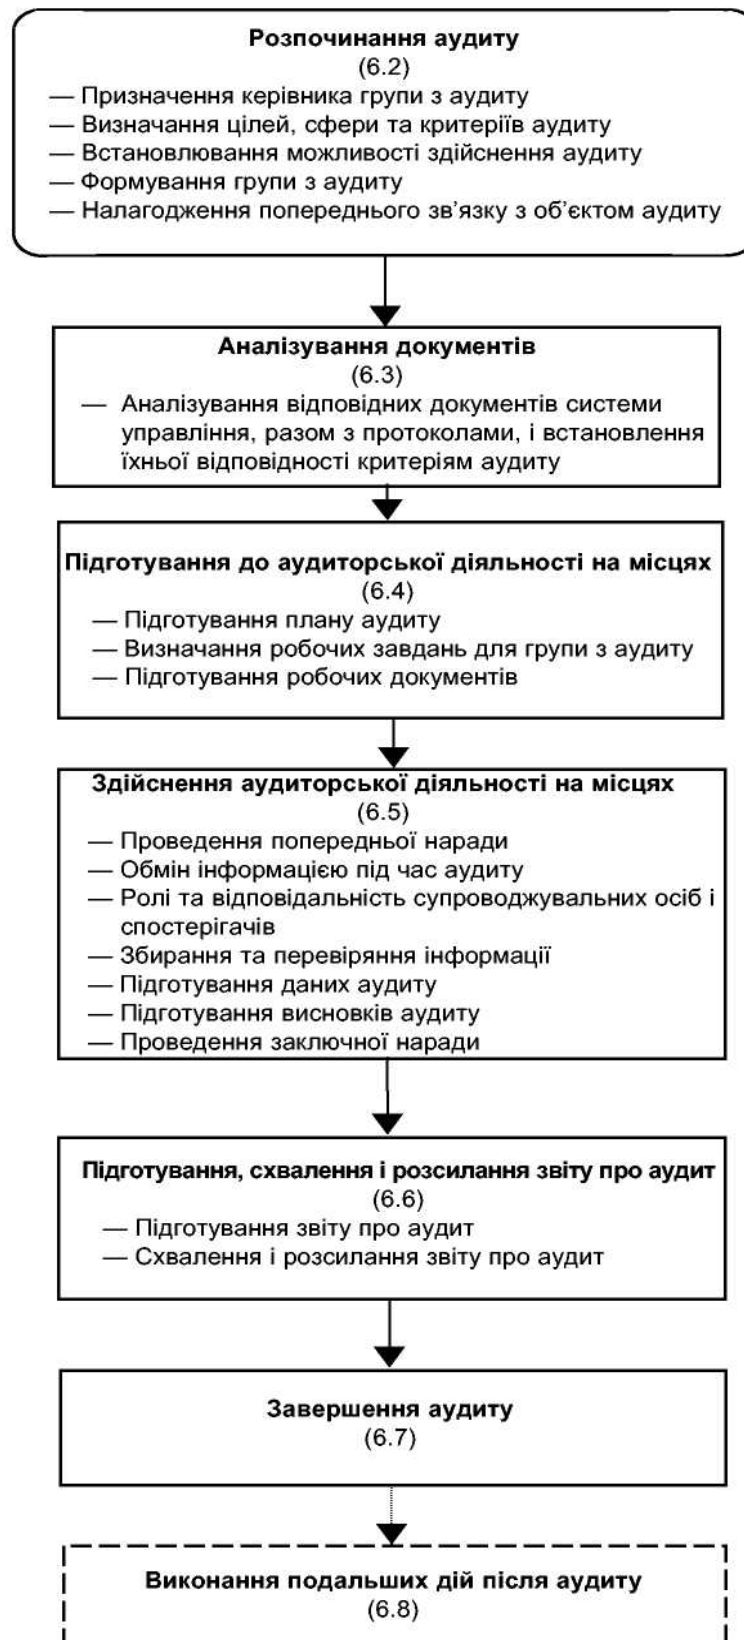 Розпочинання аудиту
(6.2)
— Призначення керівника групи з аудиту
— Визначання цілей, сфери та критеріїв аудиту
— Встановлювання можливості здійснення аудиту
— Формування групи з аудиту
— Налагодження попереднього зв'язку з об'єктом аудиту
Аналізування документів
(6.3)
— Аналізування відповідних документів системи
управління, разом з протоколами, і встановлення
їхньої відповідності критеріям аудиту
Підготування до аудиторської діяльності на місцях
(6.4)
— Підготування плану аудиту
— Визначання робочих завдань для групи з аудиту
— Підготування робочих документів
Здійснення аудиторської діяльності на місцях
(6.5)
— Проведення попередньої наради
— Обмін інформацією під час аудиту
— Ролі та відповідальність супроводжувальних осіб і
спостерігачів
— Збирання та перевіряння інформації
— Підготування даних аудиту
— Підготування висновків аудиту
— Проведення заключної наради
Підготування, схвалення і розсилання звіту про аудит
(6.6)
— Підготування звіту про аудит
— Схвалення і розсилання звіту про аудит
Завершення аудиту
(6.7)
Виконання подальших дій після аудиту
(6.8)